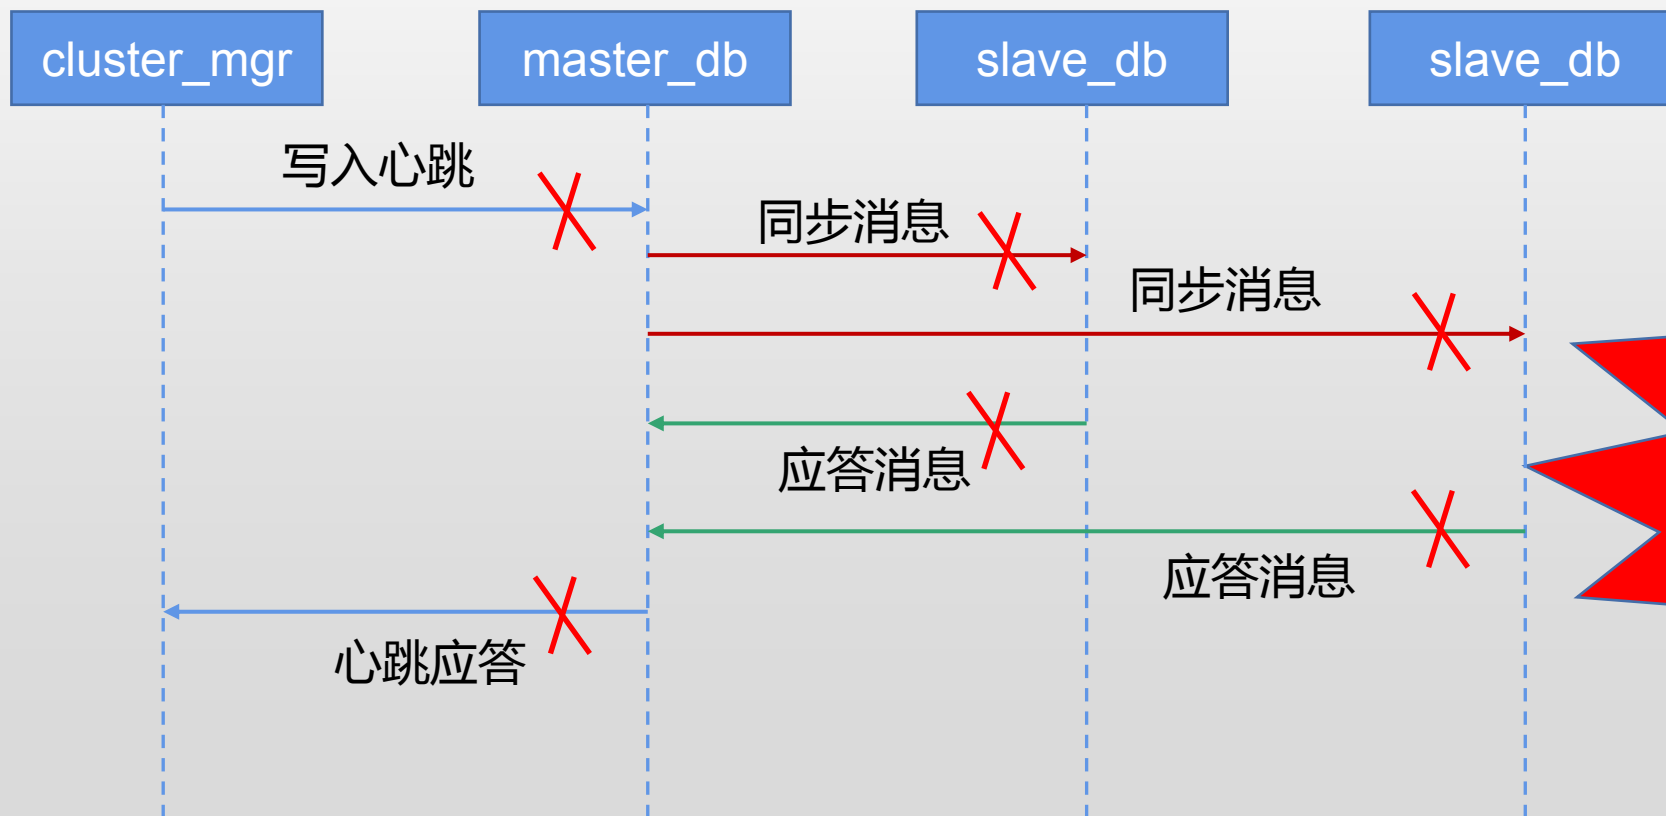 cluster_mgr
master_db
slave_db
slave_db
写入心跳
同步消息
同步消息
应答消息
应答消息
心跳应答